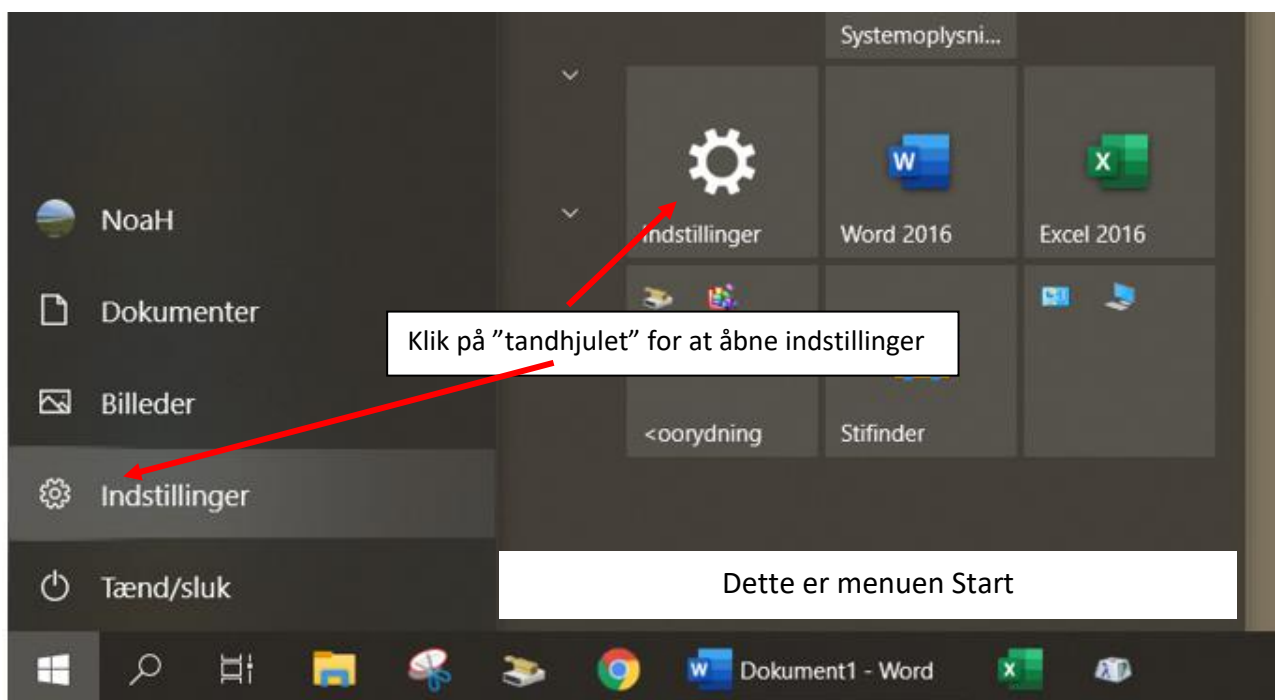 Systemoplysni...
Indstillinger
Word 2016
Excel 2016
NoaH
Dokumenter
Klik på ”tandhjulet” for at åbne indstillinger
Billeder
<oorydning
Stifinder
Indstillinger
Tænd/sluk
Dette er menuen Start
Dokument1 - Word